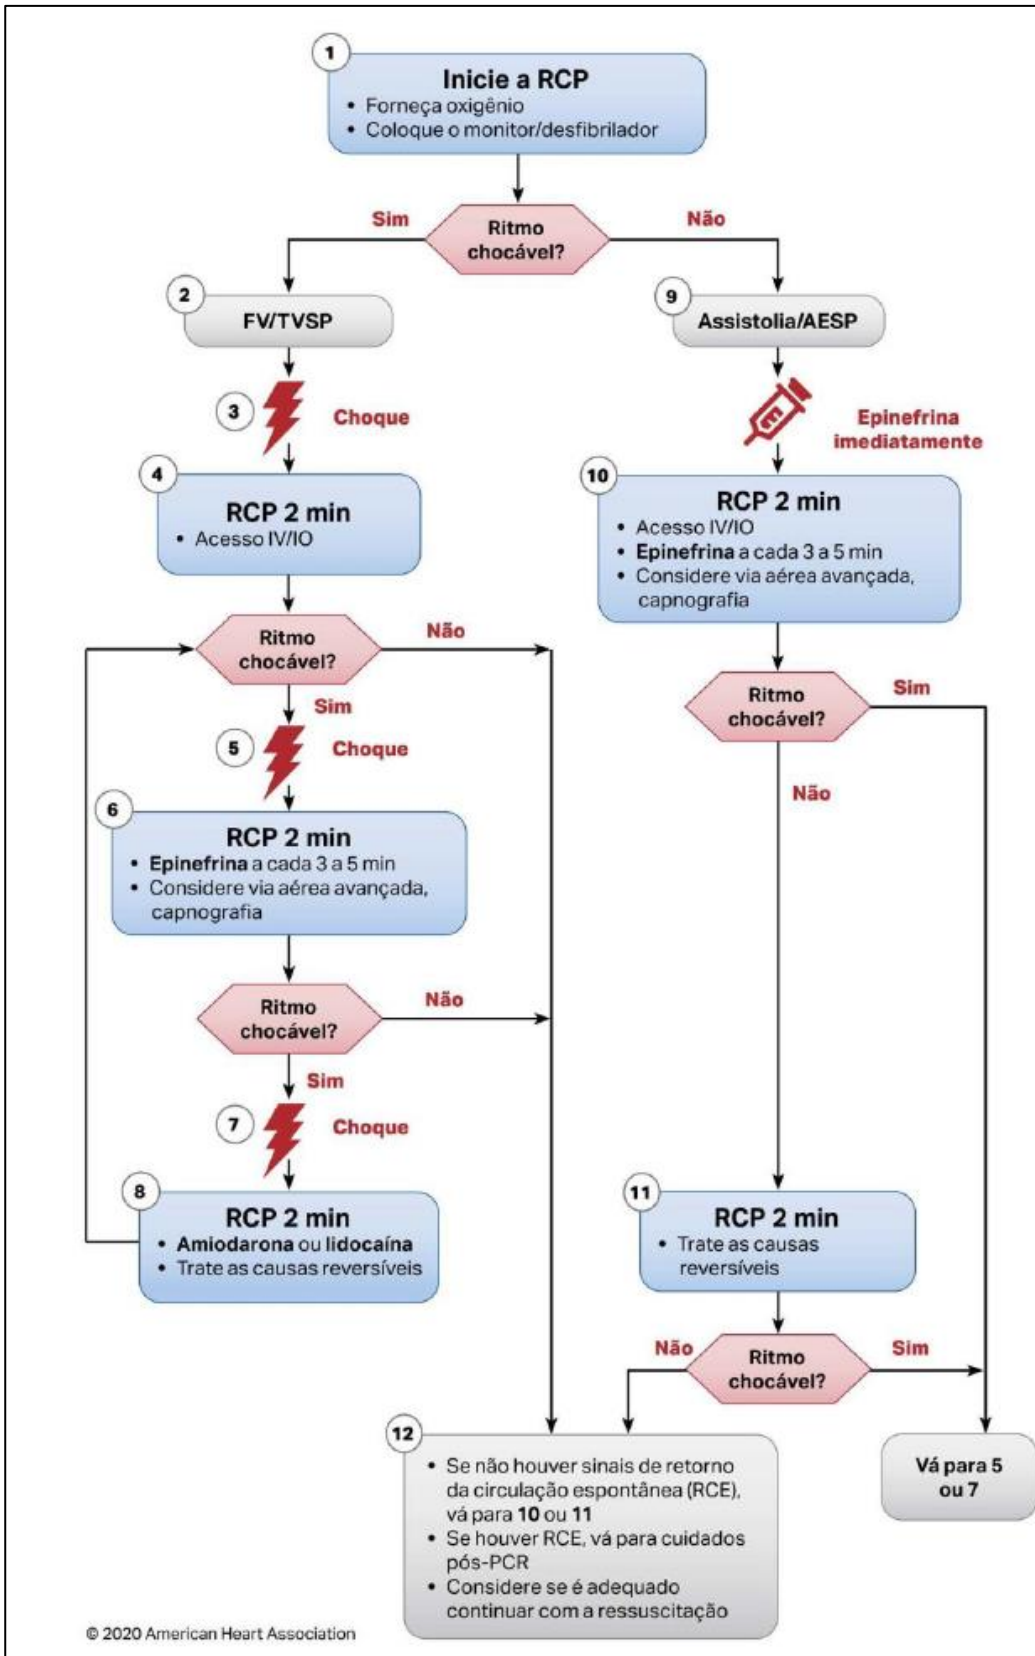 1
Inicie a RCP
• Forneça oxigênio
• Coloque o monitor/desfibrilador
Ritmo
chocável?
Sim
Não
2
FV/TVSP
3
Choque
4
RCP 2 min
• Acesso IV/IO
Ritmo
chocável?
Não
Sim
5
Choque
6
RCP 2 min
• Epinefrina a cada 3 a 5 min
• Considere via aérea avançada,
capnografia
Ritmo
chocável?
Não
Sim
7
Choque
8
RCP 2 min
• Amiodarona ou lidocaína
• Trate as causas reversíveis
9
Assistolia/AESP
Epinefrina
imediatamente
10
RCP 2 min
• Acesso IV/IO
• Epinefrina a cada 3 a 5 min
• Considere via aérea avançada,
capnografia
Ritmo
chocável?
Sim
Não
11
RCP 2 min
• Trate as causas
reversíveis
Ritmo
chocável?
Não
Sim
12
• Se não houver sinais de retorno
da circulação espontânea (RCE),
vá para 10 ou 11
• Se houver RCE, vá para cuidados
pós-PCR
• Considere se é adequado
continuar com a ressuscitação
Vá para 5
ou 7
© 2020 American Heart Association